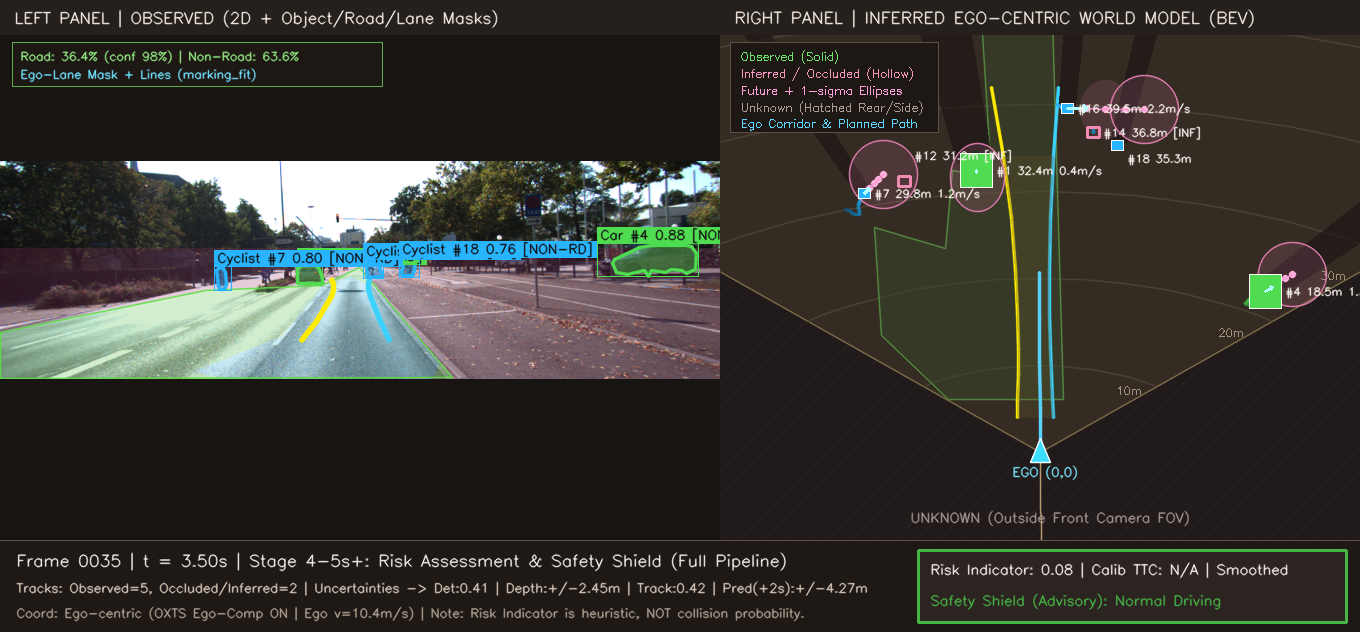 LEFT PANEL | OBSERVED (2D + Object/Road/Lane Masks)
Road: 36.4% (conf 98%) | Non-Road: 63.6%
Ego-Lane Mask + Lines (marking_fit)
Cyclist #7 0.80 [NON-RD]
Cycli
Cyclist #18 0.76 [NON-RD]
Car #4 0.88 [NON
RIGHT PANEL | INFERRED EGO-CENTRIC WORLD MODEL (BEV)
Observed (Solid)
Inferred / Occluded (Hollow)
Future + 1-sigma Ellipses
Unknown (Hatched Rear/Side)
Ego Corridor & Planned Path
#16 39.5m 2.2m/s
#14 36.8m [INF]
#18 35.3m
#12 31.2m [INF]
#1 32.4m 0.4m/s
#7 29.8m 1.2m/s
30m
#4 18.5m 1.
20m
10m
EGO (0,0)
UNKNOWN (Outside Front Camera FOV)
Frame 0035 | t = 3.50s | Stage 4-5s+: Risk Assessment & Safety Shield (Full Pipeline)
Tracks: Observed=5, Occluded/Inferred=2 | Uncertainties -> Det:0.41 | Depth:+/-2.45m | Track:0.42 | Pred(+2s):+/-4.27m
Coord: Ego-centric (OXTS Ego-Comp ON | Ego v=10.4m/s) | Note: Risk Indicator is heuristic, NOT collision probability.
Risk Indicator: 0.08 | Calib TTC: N/A | Smoothed
Safety Shield (Advisory): Normal Driving